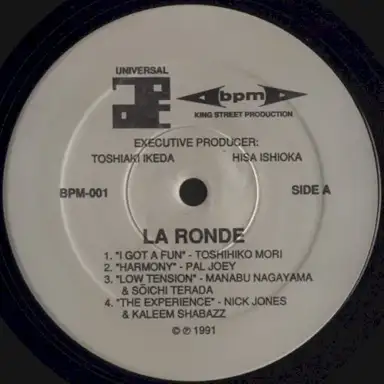 UNIVERSAL
bpm
KING STREET PRODUCTION
EXECUTIVE PRODUCER:
TOSHIAKI IKEDA HISA ISHIOKA
BPM-001 SIDE A
LA RONDE
1. "I GOT A FUN" - TOSHIHIKO MORI
2. "HARMONY" - PAL JOEY
3. "LOW TENSION" - MANABU NAGAYAMA
& SŌICHI TERADA
4. "THE EXPERIENCE" - NICK JONES
& KALEEM SHABAZZ
© ℗ 1991